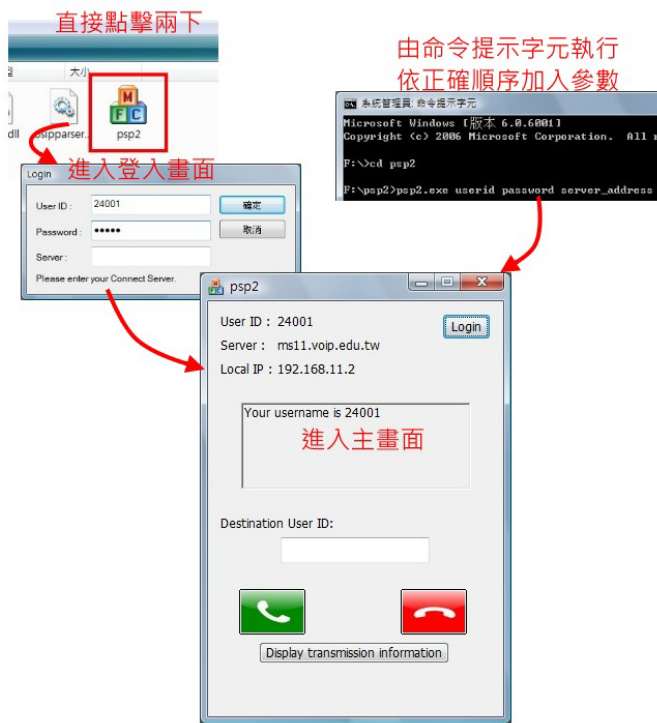 直接點擊兩下
大小
dll
psp2
由命令提示字元執行
依正確順序加入參數
系統管理員: 命令提示字元
Microsoft Windows [版本 6.0.6001]
Copyright (c) 2006 Microsoft Corporation. All
F:\>cd psp2
F:\psp2>psp2.exe userid password server_address
進入登入畫面
Login
User ID : 24001 確定
Password : ••••• 取消
Server :
Please enter your Connect Server.
psp2
User ID : 24001 Login
Server : ms11.voip.edu.tw
Local IP : 192.168.11.2
Your username is 24001
進入主畫面
Destination User ID:
Display transmission information